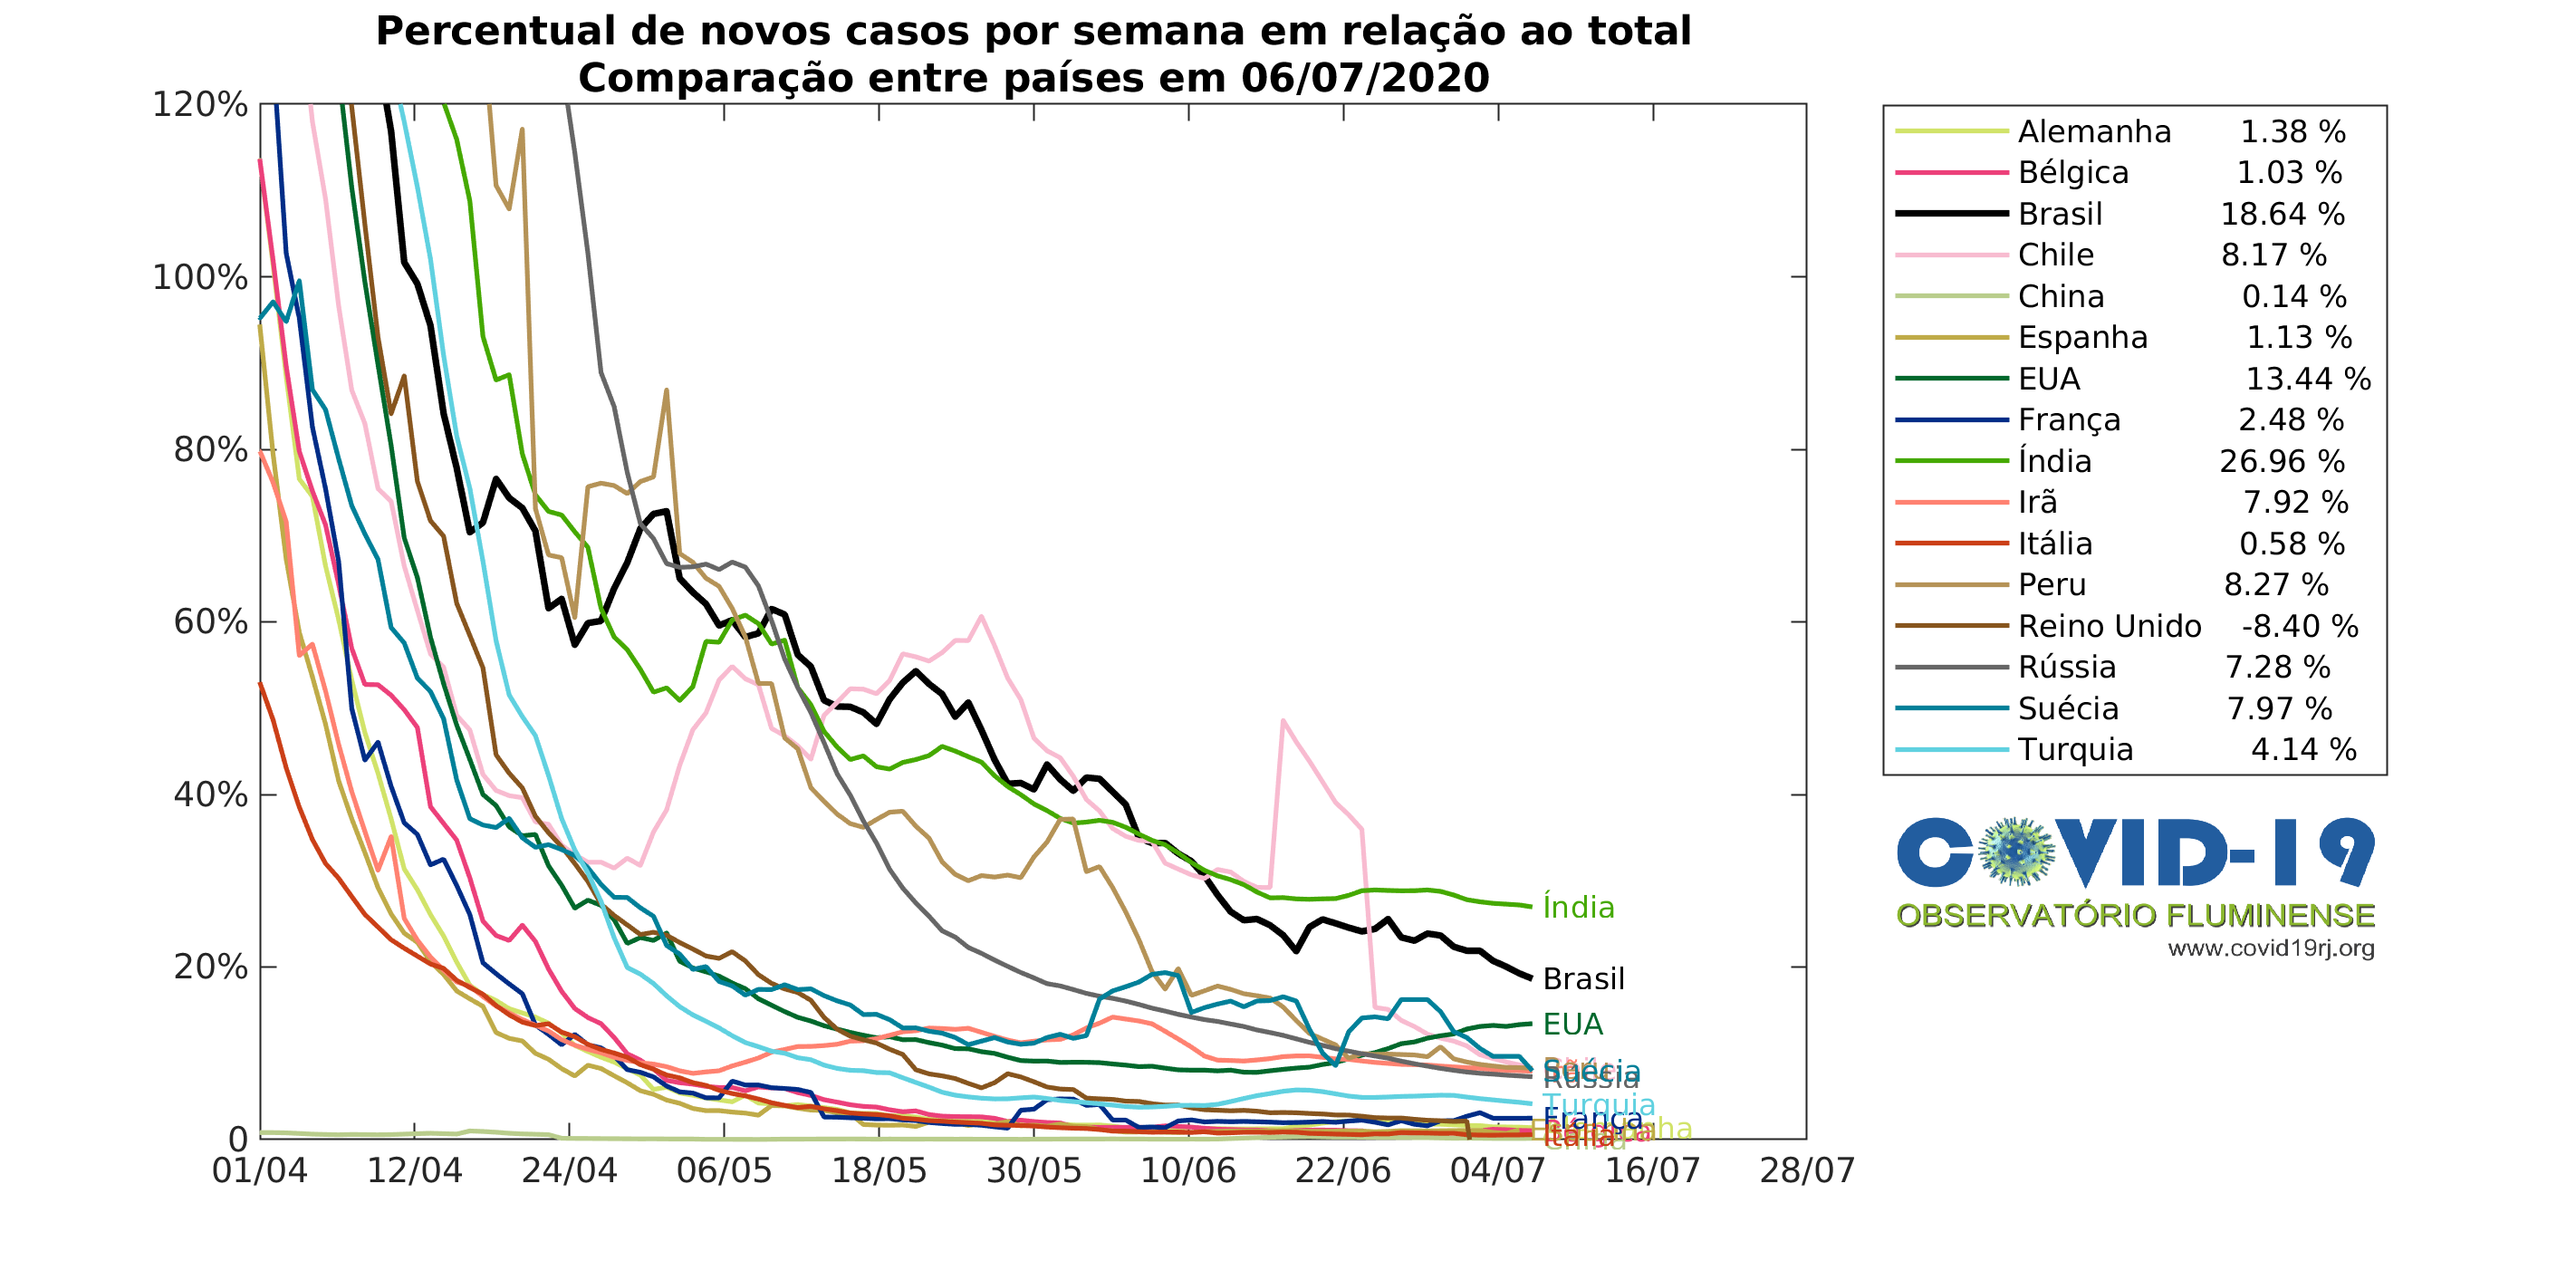 Percentual de novos casos por semana em relação ao total
Comparação entre países em 06/07/2020
120%
100%
80%
60%
40%
20%
0
01/04 12/04 24/04 06/05 18/05 30/05 10/06 22/06 04/07 16/07 28/07
Índia
Brasil
EUA
Suécia
Rússia
Turquia
França
Itália
Alemanha 1.38 %
Bélgica 1.03 %
Brasil 18.64 %
Chile 8.17 %
China 0.14 %
Espanha 1.13 %
EUA 13.44 %
França 2.48 %
Índia 26.96 %
Irã 7.92 %
Itália 0.58 %
Peru 8.27 %
Reino Unido -8.40 %
Rússia 7.28 %
Suécia 7.97 %
Turquia 4.14 %
COVID-19
OBSERVATÓRIO FLUMINENSE
www.covid19rj.org